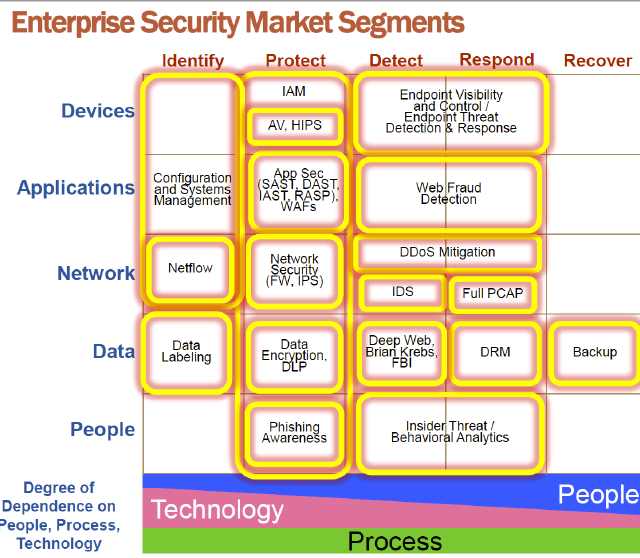 Enterprise Security Market Segments
Identify Protect Detect Respond Recover
Devices
IAM
AV, HIPS
Endpoint Visibility
and Control /
Endpoint Threat
Detection & Response
Applications
Configuration
and Systems
Management
App Sec
(SAST, DAST,
IAST, RASP),
WAFs
Web Fraud
Detection
Network
Netflow
Network
Security
(FW, IPS)
DDoS Mitigation
IDS
Full PCAP
Data
Data
Labeling
Data
Encryption,
DLP
Deep Web,
Brian Krebs,
FBI
DRM
Backup
People
Phishing
Awareness
Insider Threat /
Behavioral Analytics
Degree of
Dependence on
People, Process,
Technology
Technology
People
Process